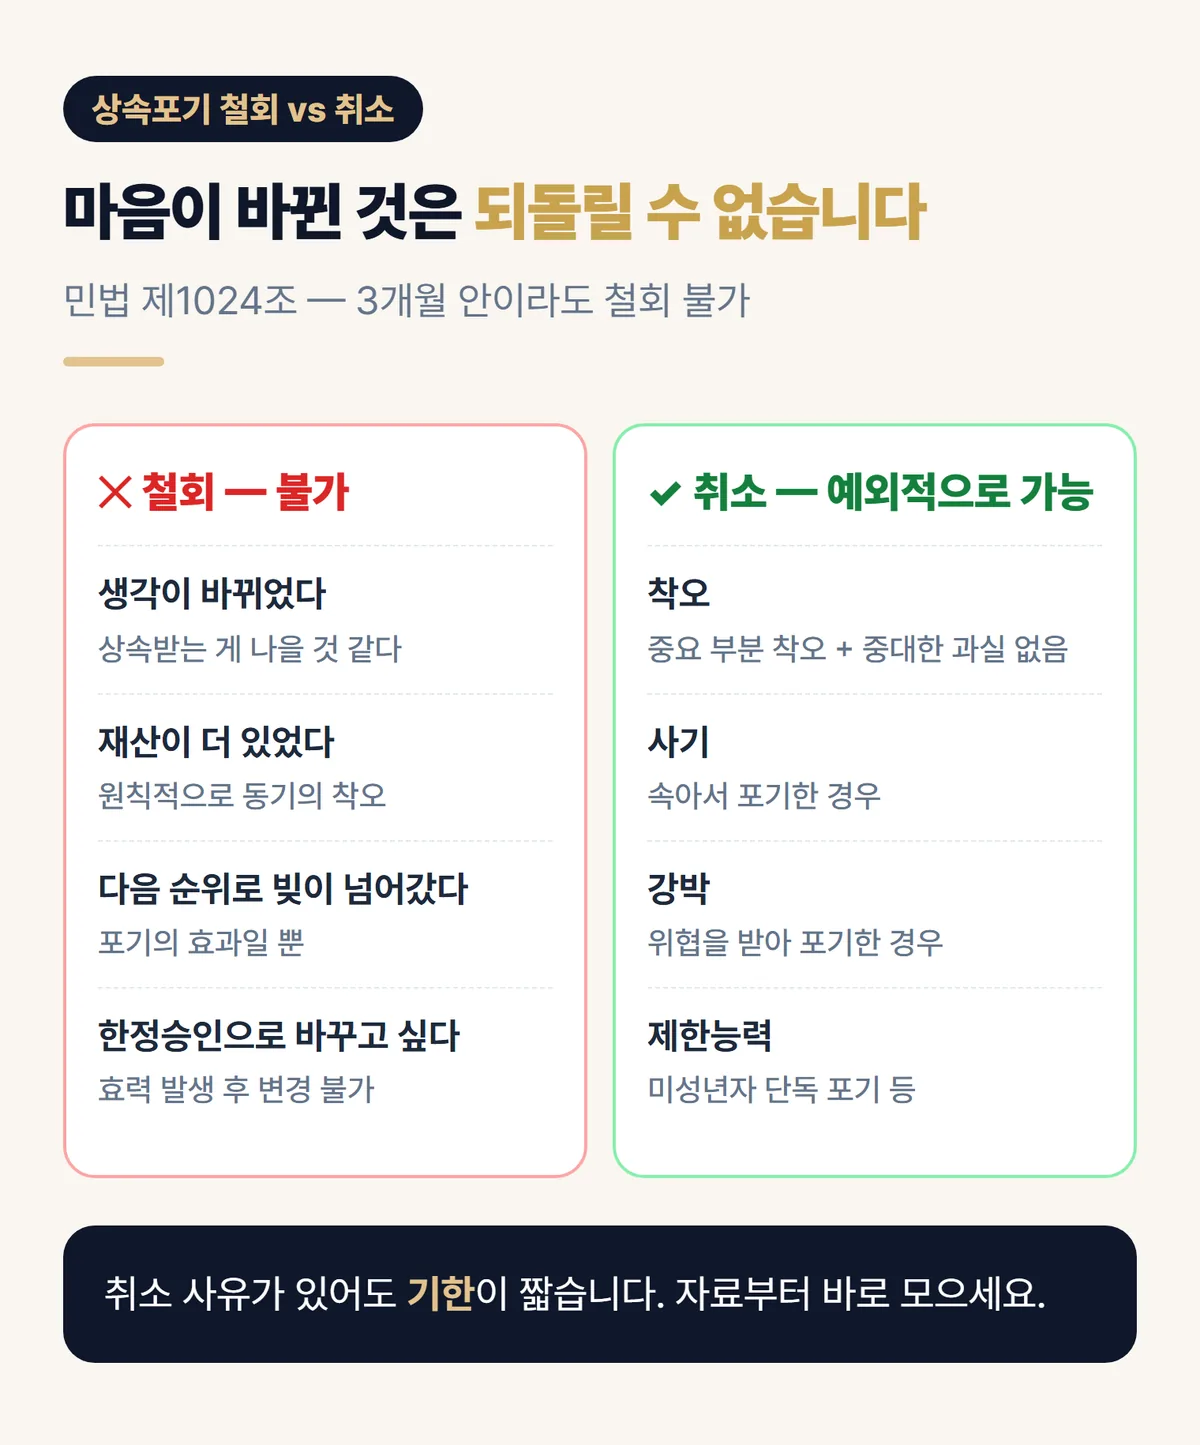 상속포기 철회 vs 취소
마음이 바뀐 것은 되돌릴 수 없습니다
민법 제1024조 — 3개월 안이라도 철회 불가
✕ 철회 — 불가
생각이 바뀌었다
상속받는 게 나을 것 같다
재산이 더 있었다
원칙적으로 동기의 착오
다음 순위로 빚이 넘어갔다
포기의 효과일 뿐
한정승인으로 바꾸고 싶다
효력 발생 후 변경 불가
✔ 취소 — 예외적으로 가능
착오
중요 부분 착오 + 중대한 과실 없음
사기
속아서 포기한 경우
강박
위협을 받아 포기한 경우
제한능력
미성년자 단독 포기 등
취소 사유가 있어도 기한이 짧습니다. 자료부터 바로 모으세요.